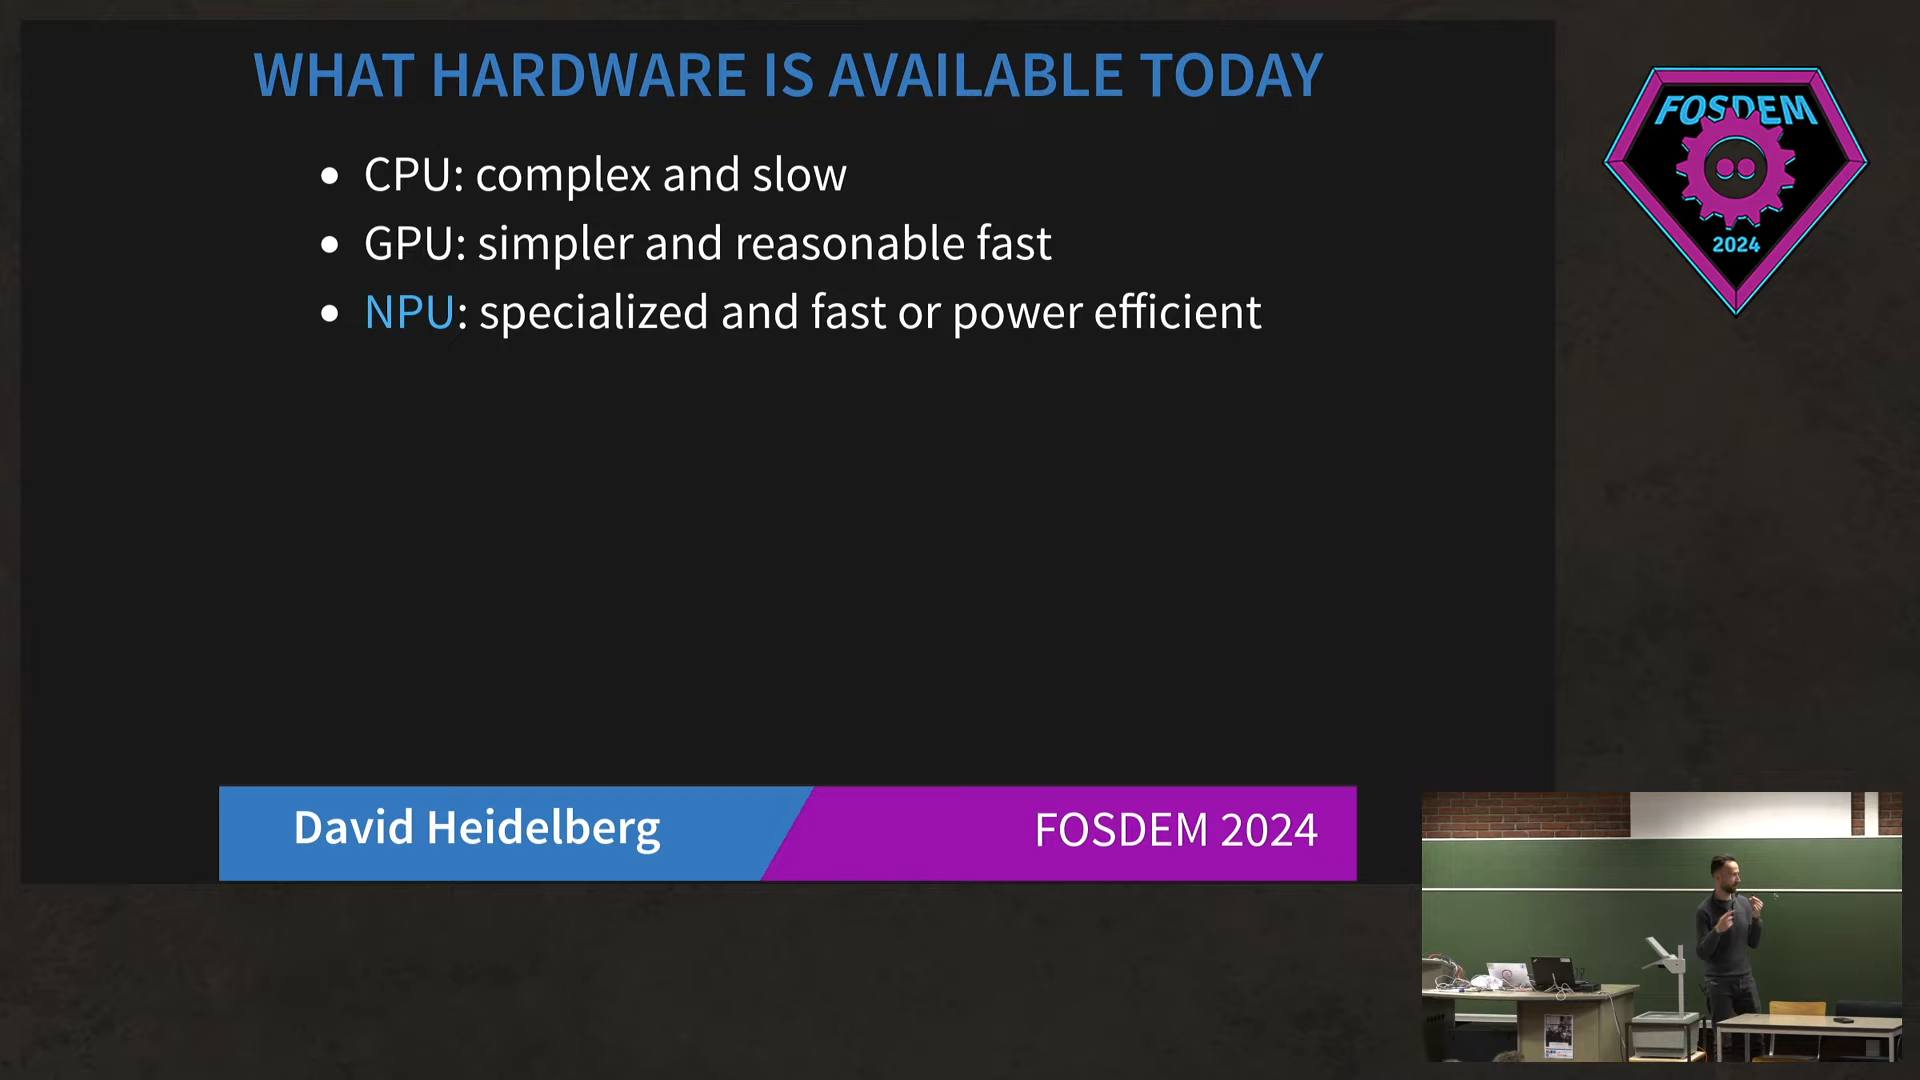 WHAT HARDWARE IS AVAILABLE TODAY
CPU: complex and slow
GPU: simpler and reasonable fast
NPU: specialized and fast or power efficient
David Heidelberg
FOSDEM 2024
FOSDEM
2024